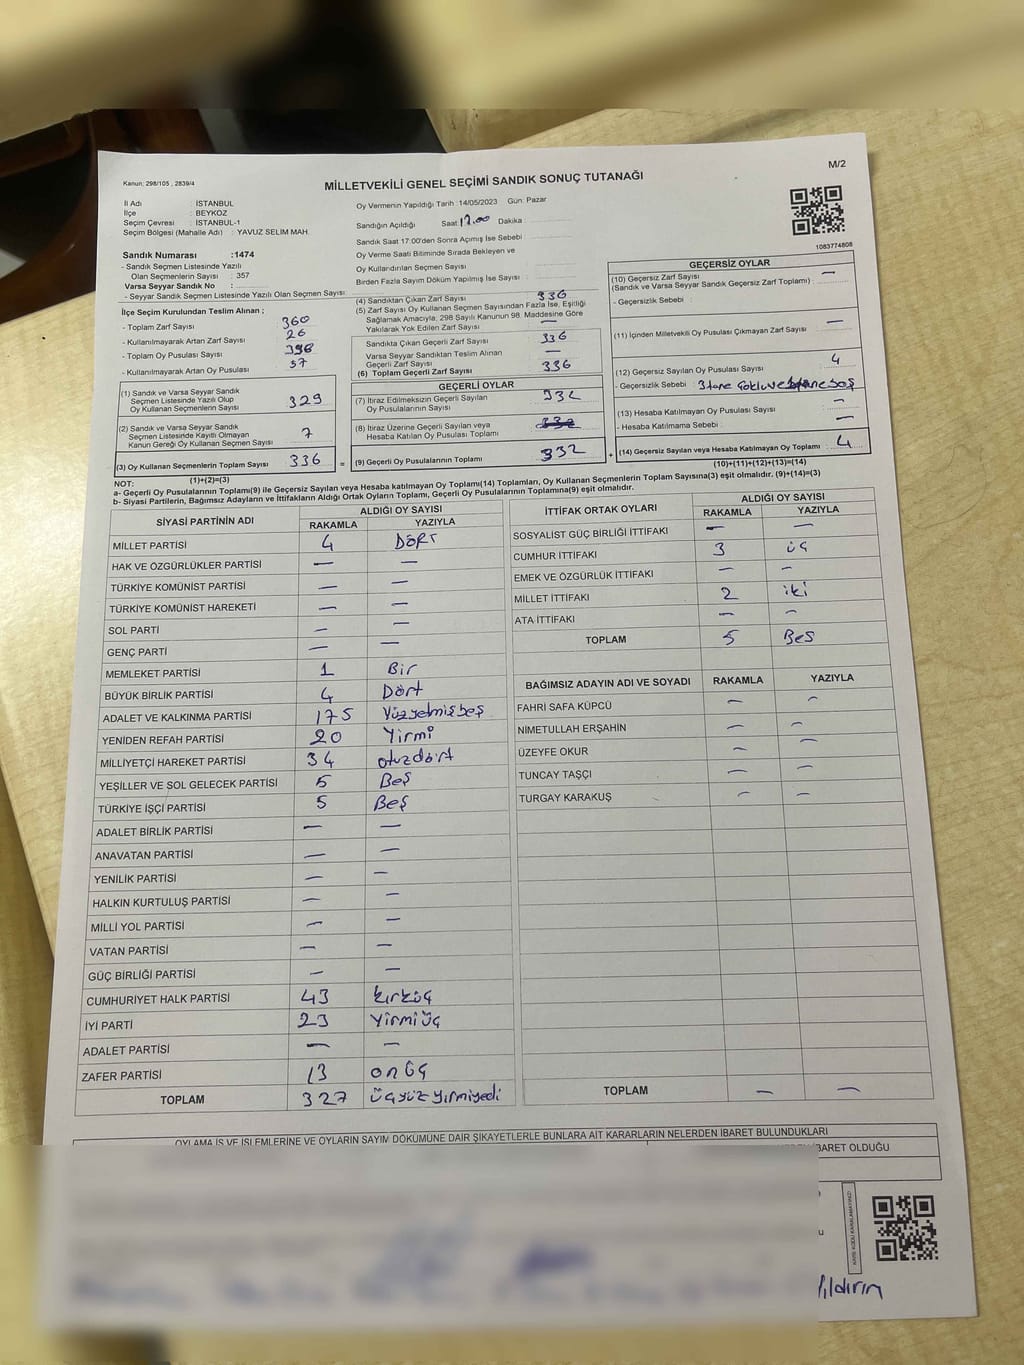 M/2
Kanun: 298/105 , 2839/4
MİLLETVEKİLİ GENEL SEÇİMİ SANDIK SONUÇ TUTANAĞI
İl Adı : İSTANBUL
İlçe : BEYKOZ
Seçim Çevresi : İSTANBUL-1
Seçim Bölgesi (Mahalle Adı) : YAVUZ SELİM MAH.
Sandık Numarası :1474
- Sandık Seçmen Listesinde Yazılı
Olan Seçmenlerin Sayısı : 357
Varsa Seyyar Sandık No :
- Seyyar Sandık Seçmen Listesinde Yazılı Olan Seçmen Sayısı :
İlçe Seçim Kurulundan Teslim Alınan ;
- Toplam Zarf Sayısı 360
- Kullanılmayarak Artan Zarf Sayısı
- Toplam Oy Pusulası Sayısı
- Kullanılmayarak Artan Oy Pusulası
(1) Sandık ve Varsa Seyyar Sandık
Seçmen Listesinde Yazılı Olup
Oy Kullanan Seçmenlerin Sayısı 329
(2) Sandık ve Varsa Seyyar Sandık
Seçmen Listesinde Kayıtlı Olmayan
Kanun Gereği Oy Kullanan Seçmen Sayısı 7
(3) Oy Kullanan Seçmenlerin Toplam Sayısı 336
(1)+(2)=(3)
Oy Vermenin Yapıldığı Tarih : 14/05/2023 Gün: Pazar
Sandığın Açıldığı Saat 17.00 Dakika
Sandık Saat 17:00'den Sonra Açılmış İse Sebebi
Oy Verme Saati Bitiminde Sırada Bekleyen ve
Oy Kullandırılan Seçmen Sayısı
Birden Fazla Sayım Döküm Yapılmış İse Sayısı :
(4) Sandıktan Çıkan Zarf Sayısı 336
(5) Zarf Sayısı Oy Kullanan Seçmen Sayısından Fazla İse, Eşitliği
Sağlamak Amacıyla, 298 Sayılı Kanunun 98. Maddesine Göre
Yakılarak Yok Edilen Zarf Sayısı —
Sandıkta Çıkan Geçerli Zarf Sayısı 336
Varsa Seyyar Sandıktan Teslim Alınan
Geçerli Zarf Sayısı —
(6) Toplam Geçerli Zarf Sayısı 336
GEÇERLİ OYLAR
(7) İtiraz Edilmeksizin Geçerli Sayılan
Oy Pusulalarının Sayısı 332
(8) İtiraz Üzerine Geçerli Sayılan veya
Hesaba Katılan Oy Pusulası Toplamı
= (9) Geçerli Oy Pusulalarının Toplamı 332
1083774808
GEÇERSİZ OYLAR
(10) Geçersiz Zarf Sayısı —
(Sandık ve Varsa Seyyar Sandık Geçersiz Zarf Toplamı) :
- Geçersizlik Sebebi :
(11) İçinden Milletvekili Oy Pusulası Çıkmayan Zarf Sayısı —
(12) Geçersiz Sayılan Oy Pusulası Sayısı 4
- Geçersizlik Sebebi : 3 tane boş
(13) Hesaba Katılmayan Oy Pusulası Sayısı —
- Hesaba Katılmama Sebebi : —
+ (14) Geçersiz Sayılan veya Hesaba Katılmayan Oy Toplamı 4
(10)+(11)+(12)+(13)=(14)
NOT:
a- Geçerli Oy Pusulalarının Toplamı(9) ile Geçersiz Sayılan veya Hesaba katılmayan Oy Toplamı(14) Toplamları, Oy Kullanan Seçmenlerin Toplam Sayısına(3) eşit olmalıdır. (9)+(14)=(3)
b- Siyasi Partilerin, Bağımsız Adayların ve İttifakların Aldığı Ortak Oyların Toplamı, Geçerli Oy Pusulalarının Toplamına(9) eşit olmalıdır.
SİYASİ PARTİNİN ADI ALDIĞI OY SAYISI
RAKAMLA YAZIYLA
MİLLET PARTİSİ 4 DÖRT
HAK VE ÖZGÜRLÜKLER PARTİSİ — —
TÜRKİYE KOMÜNİST PARTİSİ — —
TÜRKİYE KOMÜNİST HAREKETİ — —
SOL PARTİ — —
GENÇ PARTİ — —
MEMLEKET PARTİSİ 1 Bir
BÜYÜK BİRLİK PARTİSİ 4 Dört
ADALET VE KALKINMA PARTİSİ 175 Yüzyetmişbeş
YENİDEN REFAH PARTİSİ 20 Yirmi
MİLLİYETÇİ HAREKET PARTİSİ 34 otuzdört
YEŞİLLER VE SOL GELECEK PARTİSİ 5 Beş
TÜRKİYE İŞÇİ PARTİSİ 5 Beş
ADALET BİRLİK PARTİSİ — —
ANAVATAN PARTİSİ — —
YENİLİK PARTİSİ — —
HALKIN KURTULUŞ PARTİSİ — —
MİLLİ YOL PARTİSİ — —
VATAN PARTİSİ — —
GÜÇ BİRLİĞİ PARTİSİ — —
CUMHURİYET HALK PARTİSİ 43 kırküç
İYİ PARTİ 23 Yirmiüç
ADALET PARTİSİ — —
ZAFER PARTİSİ 13 onüç
TOPLAM 327 üçyüzyirmiyedi
İTTİFAK ORTAK OYLARI ALDIĞI OY SAYISI
RAKAMLA YAZIYLA
SOSYALİST GÜÇ BİRLİĞİ İTTİFAKI — —
CUMHUR İTTİFAKI 3 üç
EMEK VE ÖZGÜRLÜK İTTİFAKI — —
MİLLET İTTİFAKI 2 iki
ATA İTTİFAKI — —
TOPLAM 5 Beş
BAĞIMSIZ ADAYIN ADI VE SOYADI RAKAMLA YAZIYLA
FAHRİ SAFA KÜPCÜ — —
NİMETULLAH ERŞAHİN — —
ÜZEYFE OKUR — —
TUNCAY TAŞÇI — —
TURGAY KARAKUŞ — —
TOPLAM — —
OYLAMA İŞ VE İŞLEMLERİNE VE OYLARIN SAYIM DÖKÜMÜNE DAİR ŞİKAYETLERLE BUNLARA AİT KARARLARIN NELERDEN İBARET BULUNDUKLARI
İBARET OLDUĞU